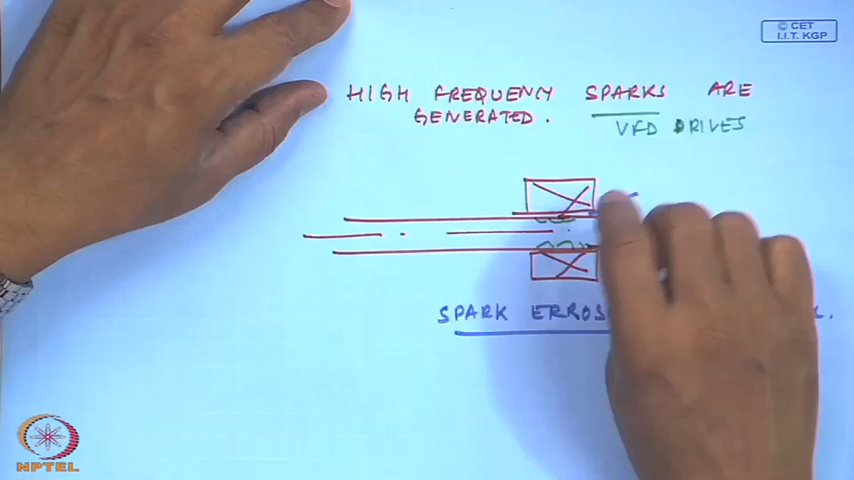 © CET
I.I.T. KGP
HIGH FREQUENCY SPARKS ARE
GENERATED.
VFD DRIVES
SPARK ERROS
NPTEL